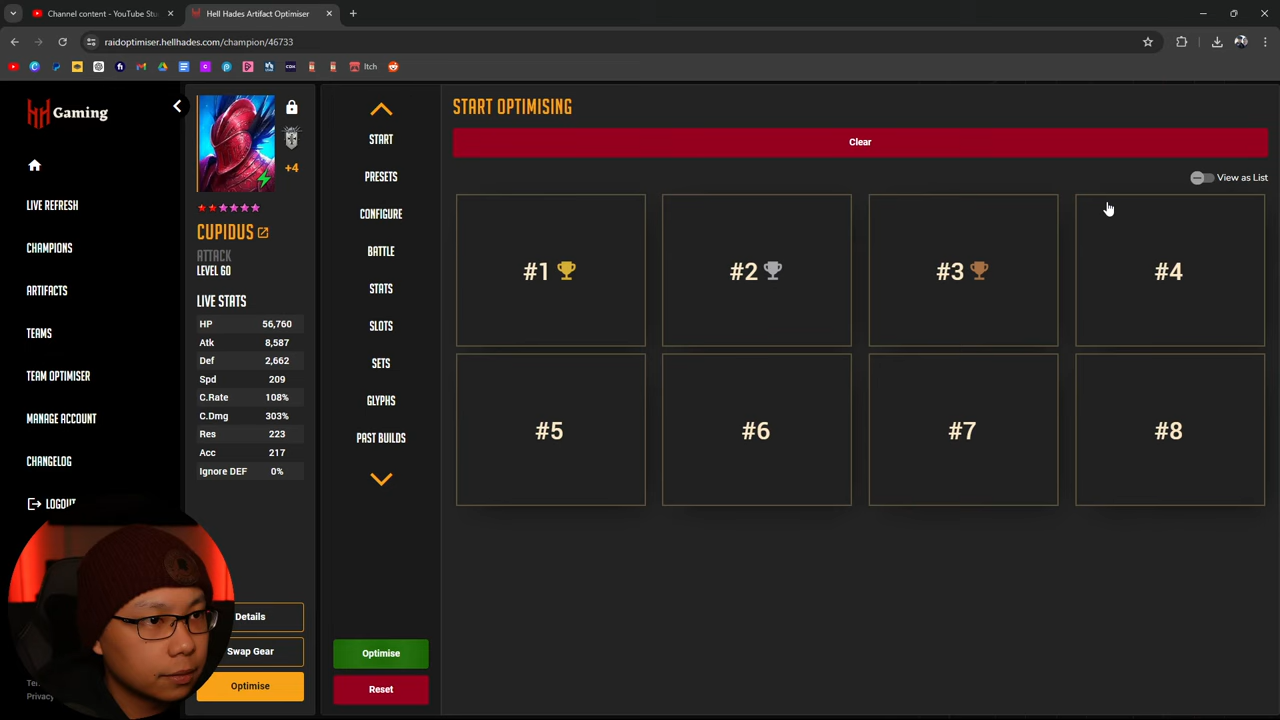 Channel content - YouTube Stu
Hell Hades Artifact Optimiser
raidoptimiser.hellhades.com/champion/46733
Itch
Gaming
LIVE REFRESH
CHAMPIONS
ARTIFACTS
TEAMS
TEAM OPTIMISER
MANAGE ACCOUNT
CHANGELOG
LOGOUT
Privacy
+4
CUPIDUS
ATTACK
LEVEL 60
LIVE STATS
HP 56,760
Atk 8,587
Def 2,662
Spd 209
C.Rate 108%
C.Dmg 303%
Res 223
Acc 217
Ignore DEF 0%
Details
Swap Gear
Optimise
START
PRESETS
CONFIGURE
BATTLE
STATS
SLOTS
SETS
GLYPHS
PAST BUILDS
Optimise
Reset
START OPTIMISING
Clear
View as List
#1 #2 #3 #4
#5 #6 #7 #8